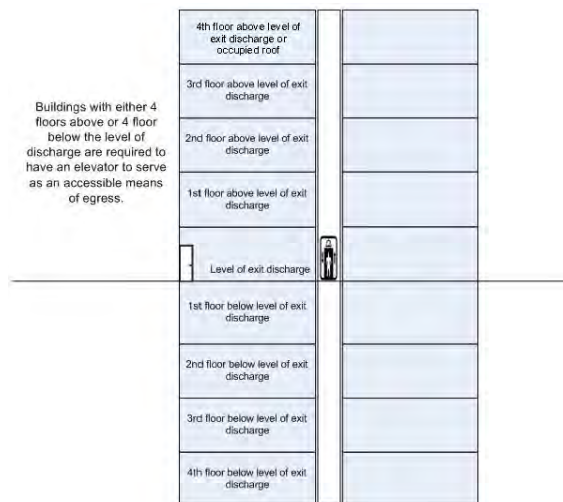 4th floor above level of
exit discharge or
occupied roof
3rd floor above level of exit
discharge
Buildings with either 4
floors above or 4 floor
below the level of
discharge are required to
have an elevator to serve
as an accessible means
of egress.
2nd floor above level of exit
discharge
1st floor above level of exit
discharge
Level of exit discharge
1st floor below level of exit
discharge
2nd floor below level of exit
discharge
3rd floor below level of exit
discharge
4th floor below level of exit
discharge